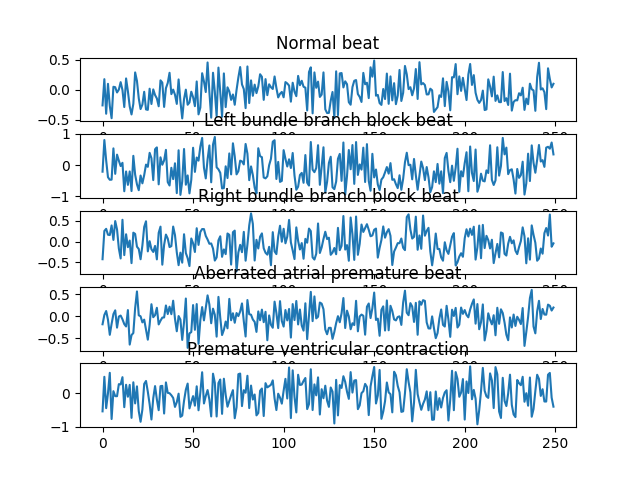 Normal beat
0.5
0.0
−0.5
Left bundle branch block beat
1
0
−1
Right bundle branch block beat
0.5
0.0
−0.5
Aberrated atrial premature beat
0.5
0.0
−0.5
Premature ventricular contraction
0
−1
0 50 100 150 200 250